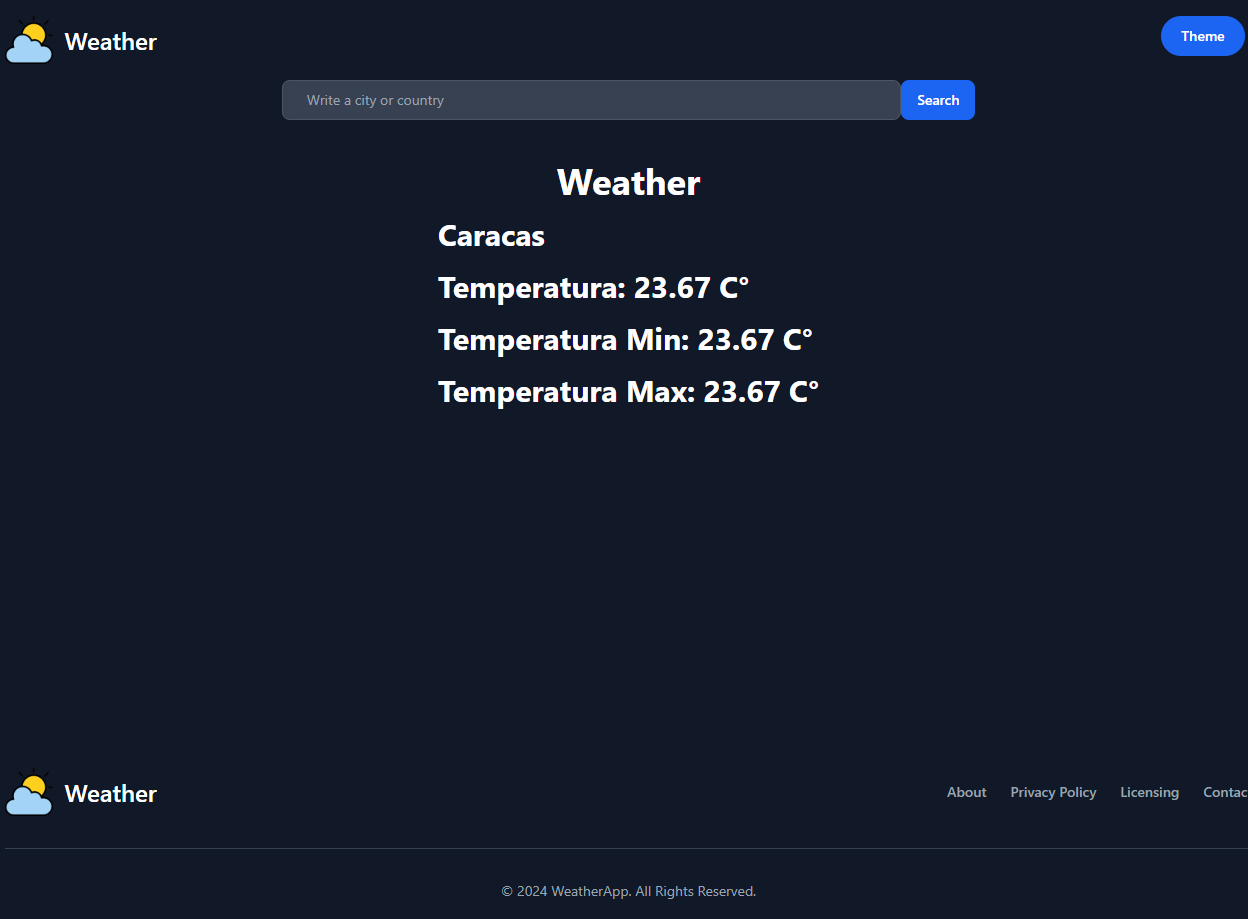 Weather
Theme
Write a city or country
Search
Weather
Caracas
Temperatura: 23.67 C°
Temperatura Min: 23.67 C°
Temperatura Max: 23.67 C°
Weather
About Privacy Policy Licensing Contac
© 2024 WeatherApp. All Rights Reserved.